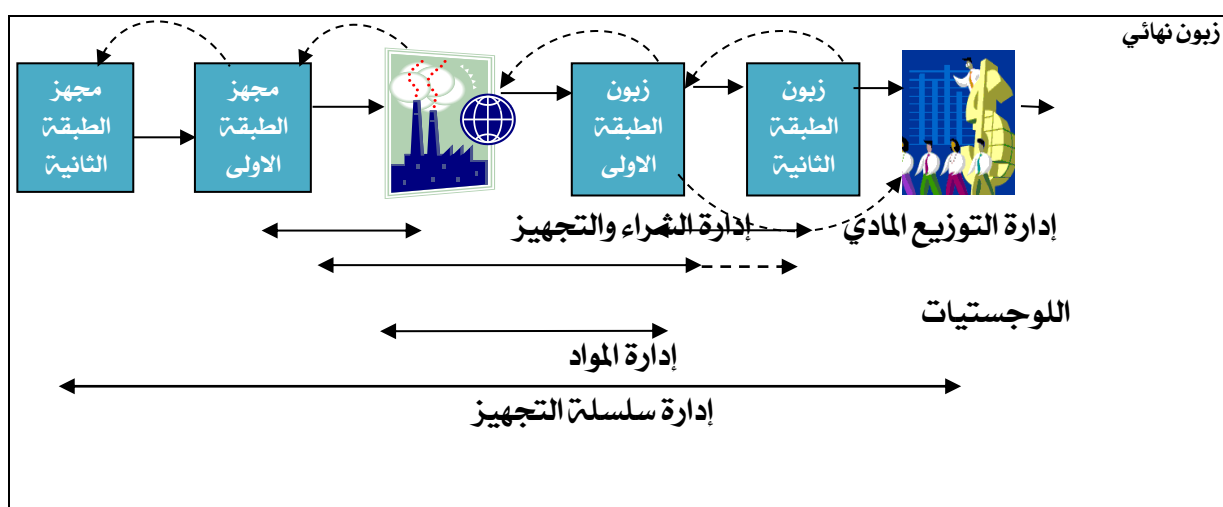 زبون نهائي
مجهز
الطبقة
الثانية
مجهز
الطبقة
الاولى
زبون
الطبقة
الاولى
زبون
الطبقة
الثانية
إدارة الشراء والتجهيز
إدارة التوزيع المادي
اللوجستيات
إدارة المواد
إدارة سلسلة التجهيز